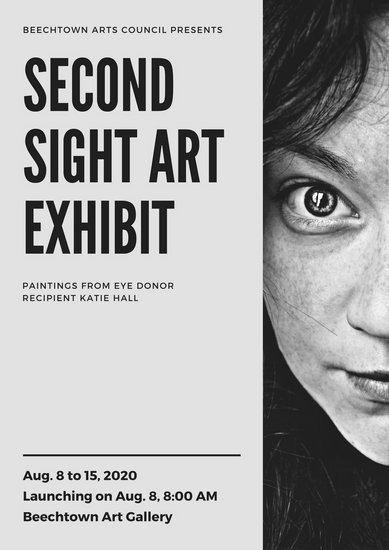 BEECHTOWN ARTS COUNCIL PRESENTS
SECOND
SIGHT ART
EXHIBIT
PAINTINGS FROM EYE DONOR
RECIPIENT KATIE HALL
Aug. 8 to 15, 2020
Launching on Aug. 8, 8:00 AM
Beechtown Art Gallery